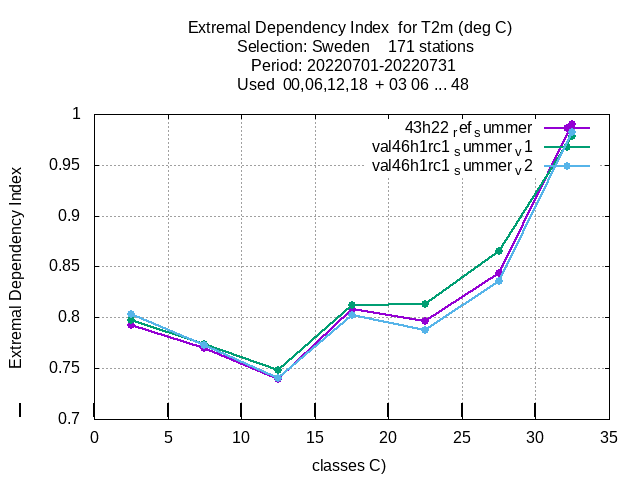 Extremal Dependency Index for T2m (deg C)
Selection: Sweden 171 stations
Period: 20220701-20220731
Used 00,06,12,18 + 03 06 ... 48
1
0.95
0.9
0.85
0.8
0.75
0.7
Extremal Dependency Index
43h22 ref summer
val46h1rc1 summer v1
val46h1rc1 summer v2
0 5 10 15 20 25 30 35
classes C)